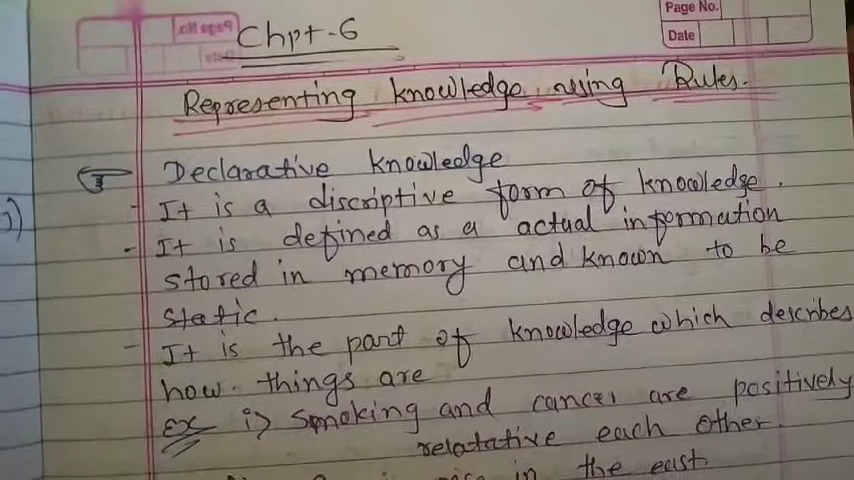 Page No.
Date
Chpt-6
Representing knowledge using Rules.
Declarative knowledge
- It is a discriptive form of knowledge.
- It is defined as a actual information
stored in memory and known to be
static.
- It is the part of knowledge which describes
how things are
Ex i) Smoking and cancer are positively
relatative each other.
in the east.